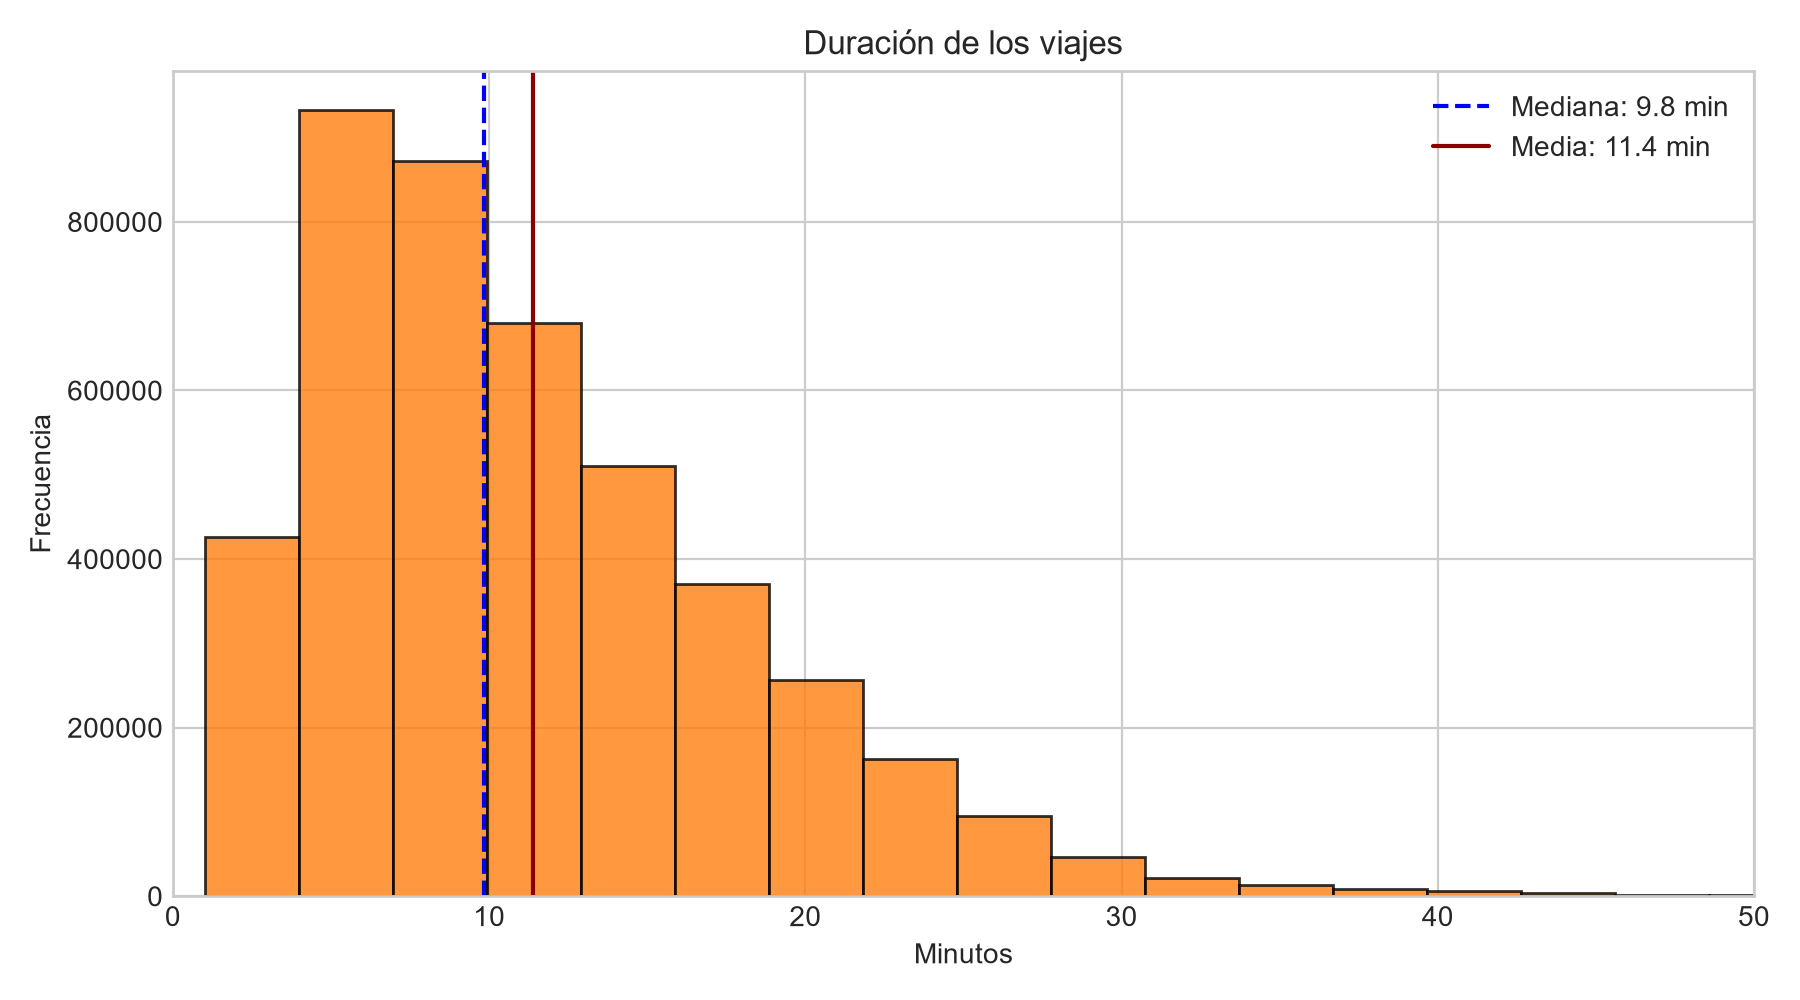 Duración de los viajes
Mediana: 9.8 min
Media: 11.4 min
Frecuencia
800000
600000
400000
200000
0
0 10 20 30 40 50
Minutos